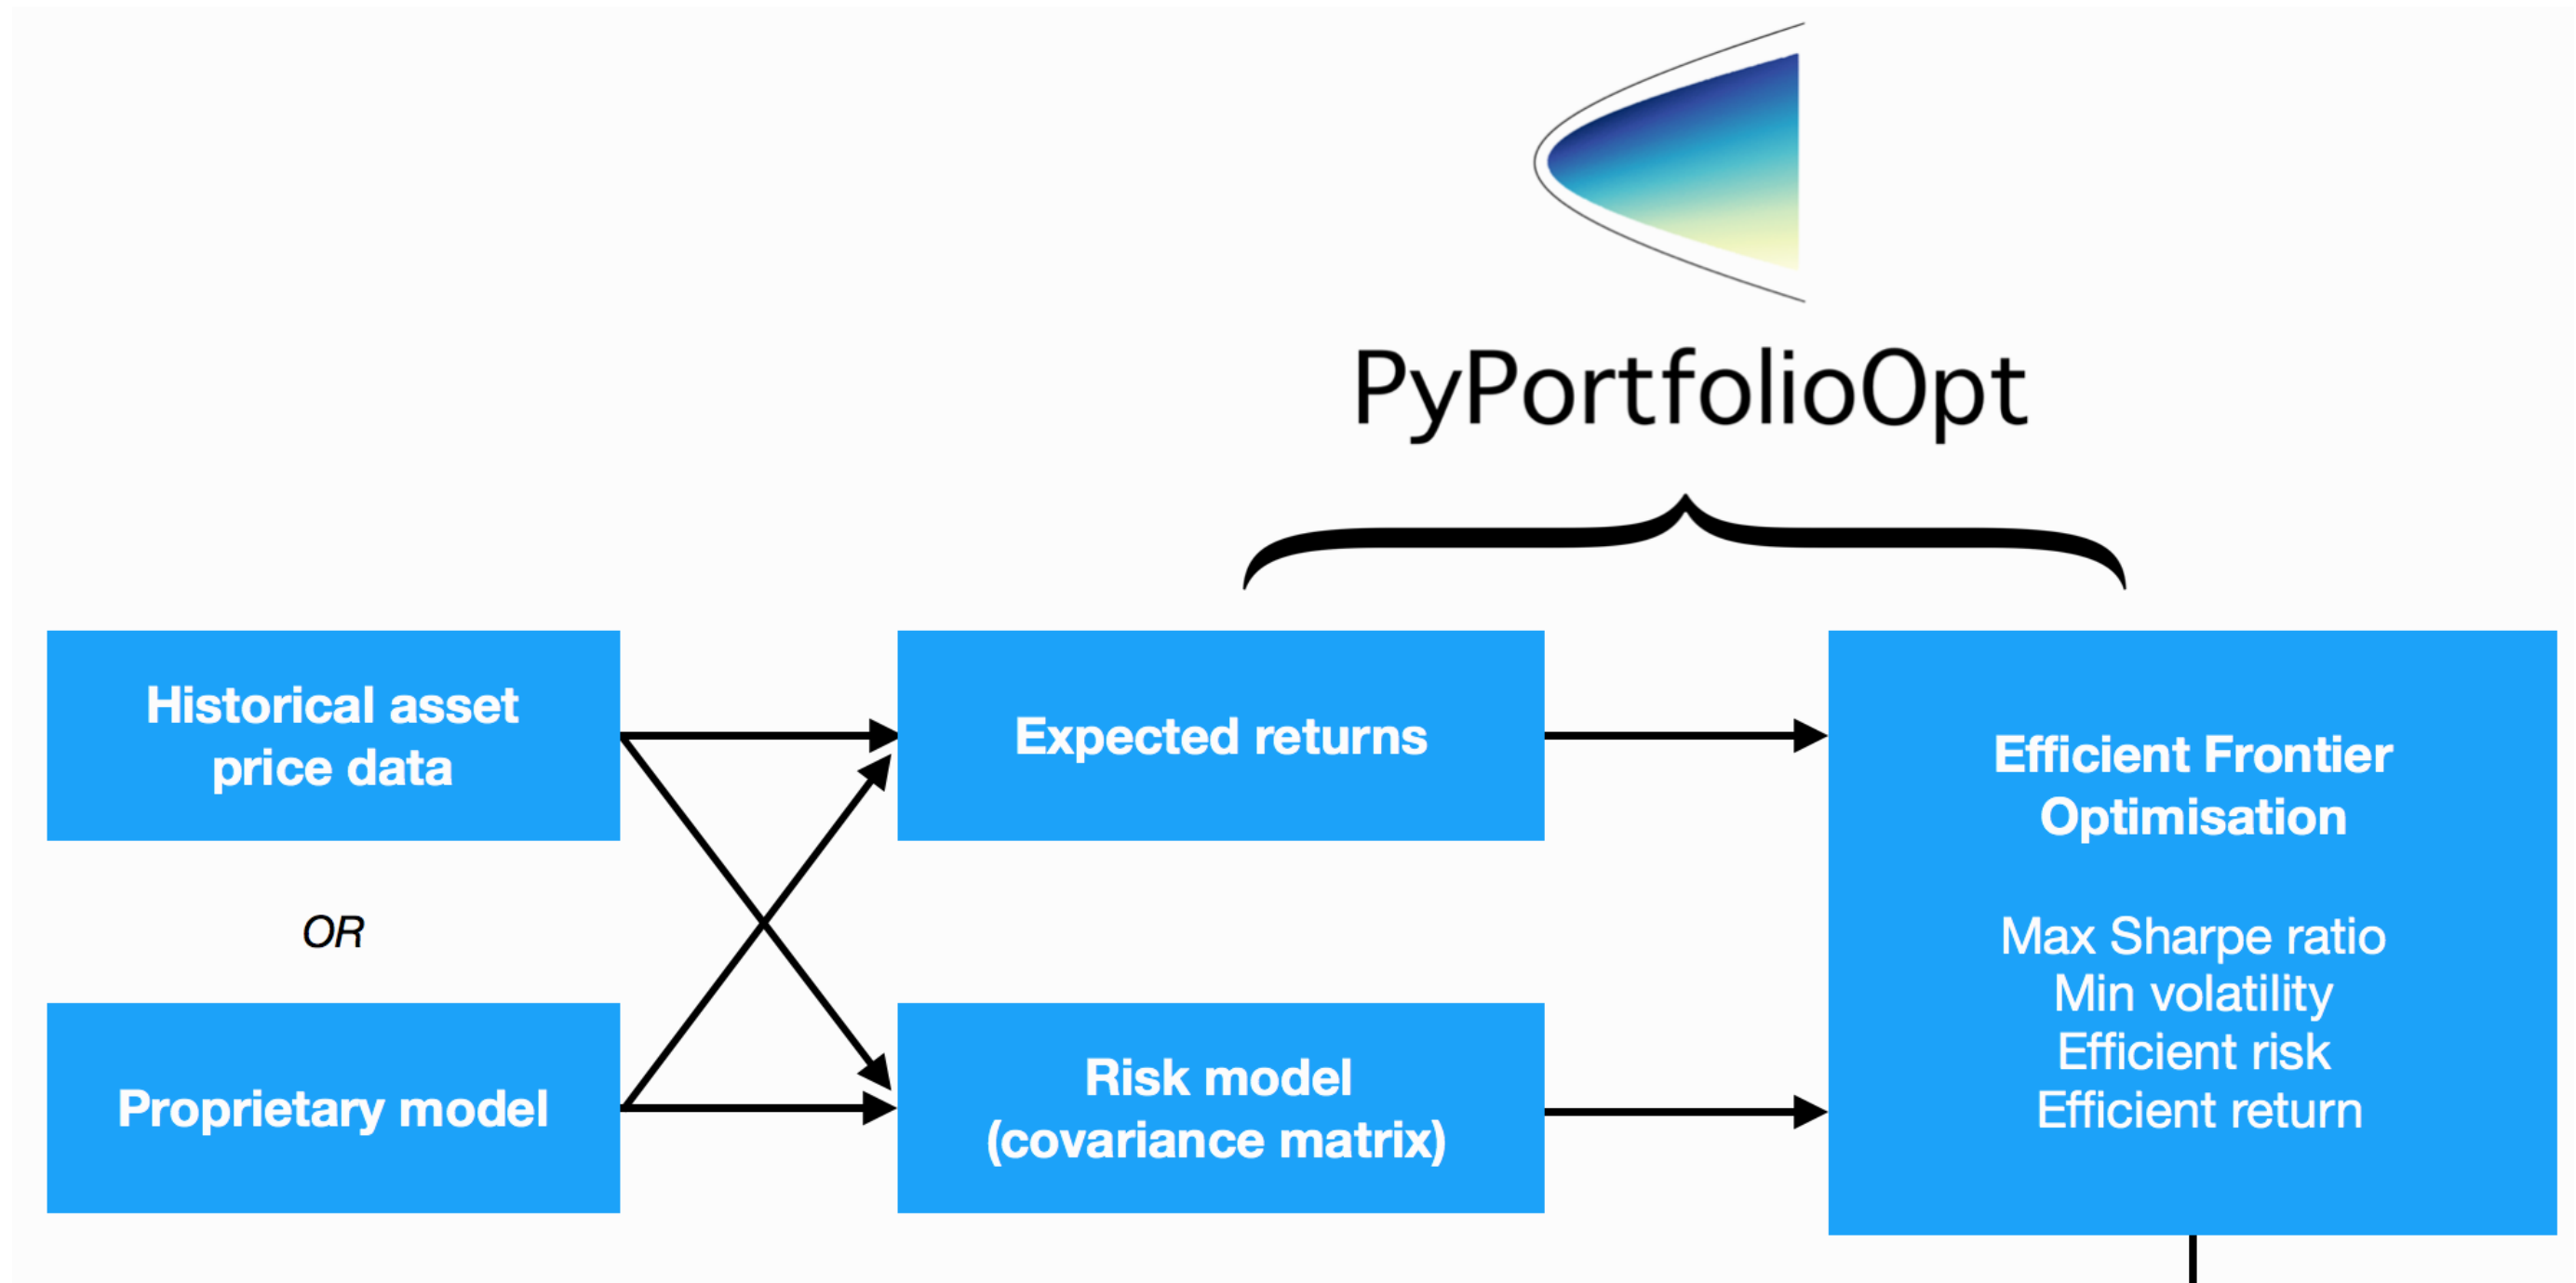 PyPortfolioOpt
Historical asset
price data
OR
Proprietary model
Expected returns
Risk model
(covariance matrix)
Efficient Frontier
Optimisation
Max Sharpe ratio
Min volatility
Efficient risk
Efficient return